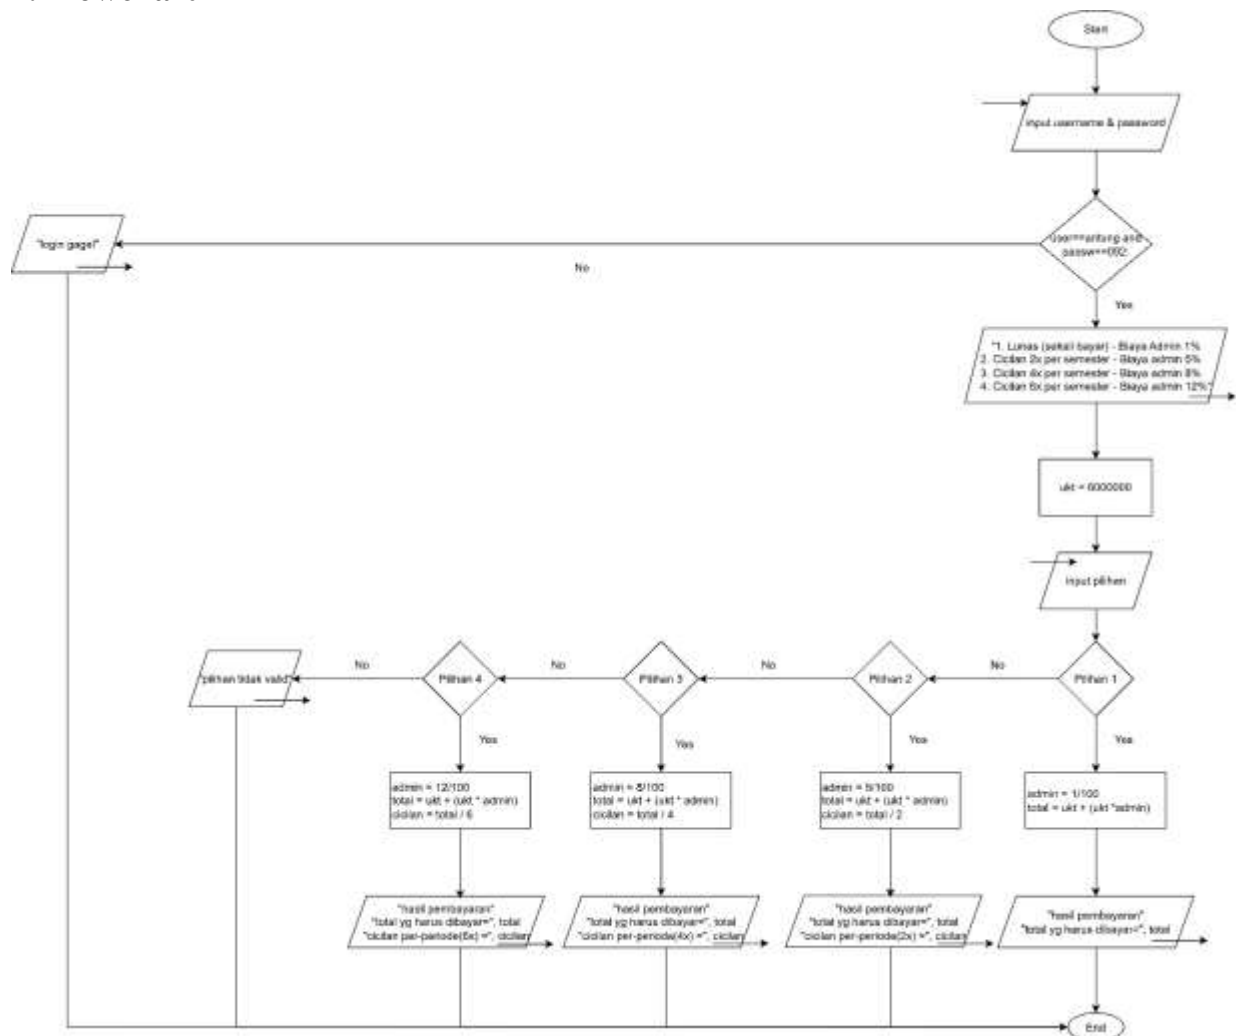 Start
input username & password
user==antung and
passw==092
No
"login gagal"
Yes
"1. Lunas (sekali bayar) - Biaya Admin 1%
2. Cicilan 2x per semester - Biaya admin 5%
3. Cicilan 4x per semester - Biaya admin 8%
4. Cicilan 6x per semester - Biaya admin 12%"
ukt = 6000000
input pilihan
Pilihan 1
No
Pilihan 2
No
Pilihan 3
No
Pilihan 4
No
"pilihan tidak valid"
Yes
Yes
Yes
Yes
admin = 12/100
total = ukt + (ukt * admin)
cicilan = total / 6
admin = 8/100
total = ukt + (ukt * admin)
cicilan = total / 4
admin = 5/100
total = ukt + (ukt * admin)
cicilan = total / 2
admin = 1/100
total = ukt + (ukt *admin)
"hasil pembayaran"
"total yg harus dibayar=", total
"cicilan per-periode(6x) =", cicilan
"hasil pembayaran"
"total yg harus dibayar=", total
"cicilan per-periode(4x) =", cicilan
"hasil pembayaran"
"total yg harus dibayar=", total
"cicilan per-periode(2x) =", cicilan
"hasil pembayaran"
"total yg harus dibayar=", total
End